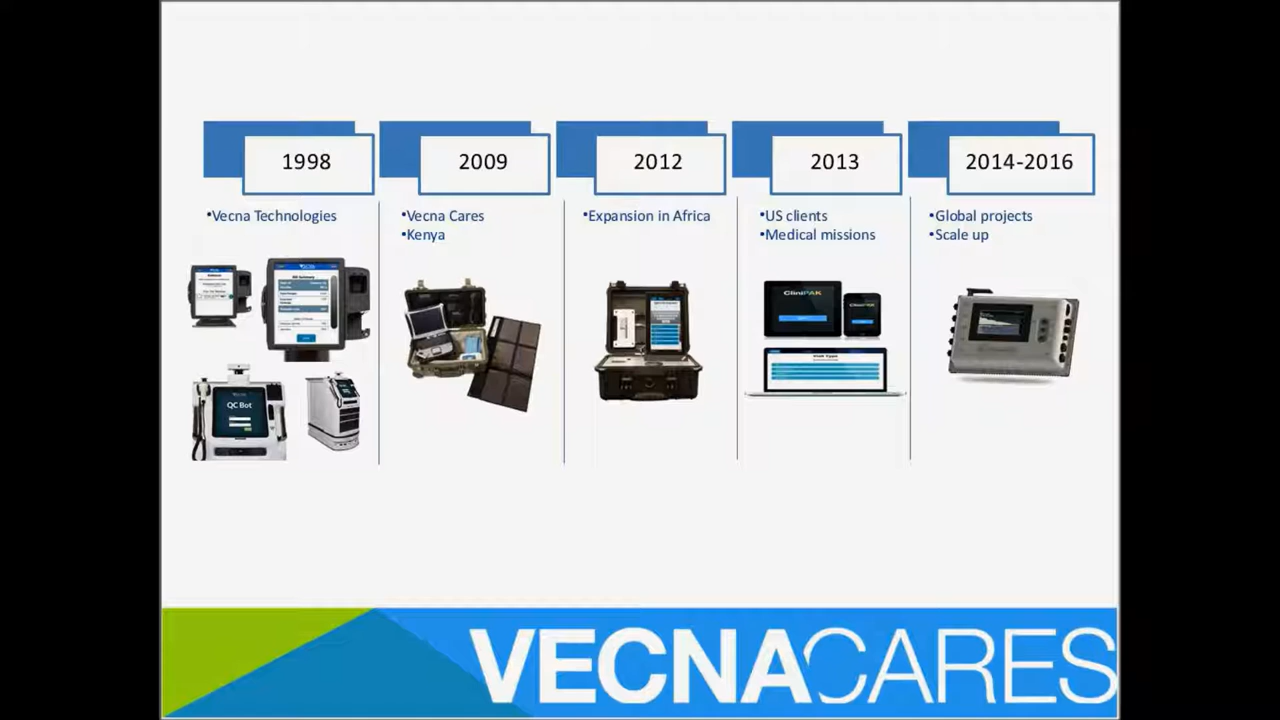 1998
2009
2012
2013
2014-2016
•Vecna Technologies
•Vecna Cares
•Kenya
•Expansion in Africa
•US clients
•Medical missions
•Global projects
•Scale up
CliniPAK
CliniPAK
QC Bot
VECNACARES